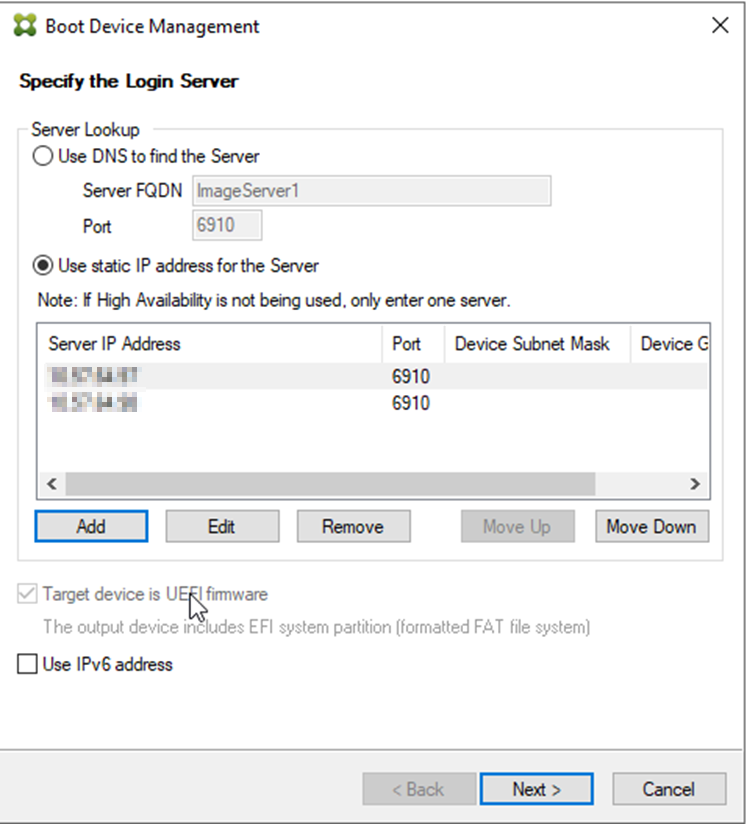 Boot Device Management
Specify the Login Server
Server Lookup
Use DNS to find the Server
Server FQDN ImageServer1
Port 6910
Use static IP address for the Server
Note: If High Availability is not being used, only enter one server.
Server IP Address Port Device Subnet Mask Device G
6910
6910
Add Edit Remove Move Up Move Down
Target device is UEFI firmware
The output device includes EFI system partition (formatted FAT file system)
Use IPv6 address
< Back Next > Cancel